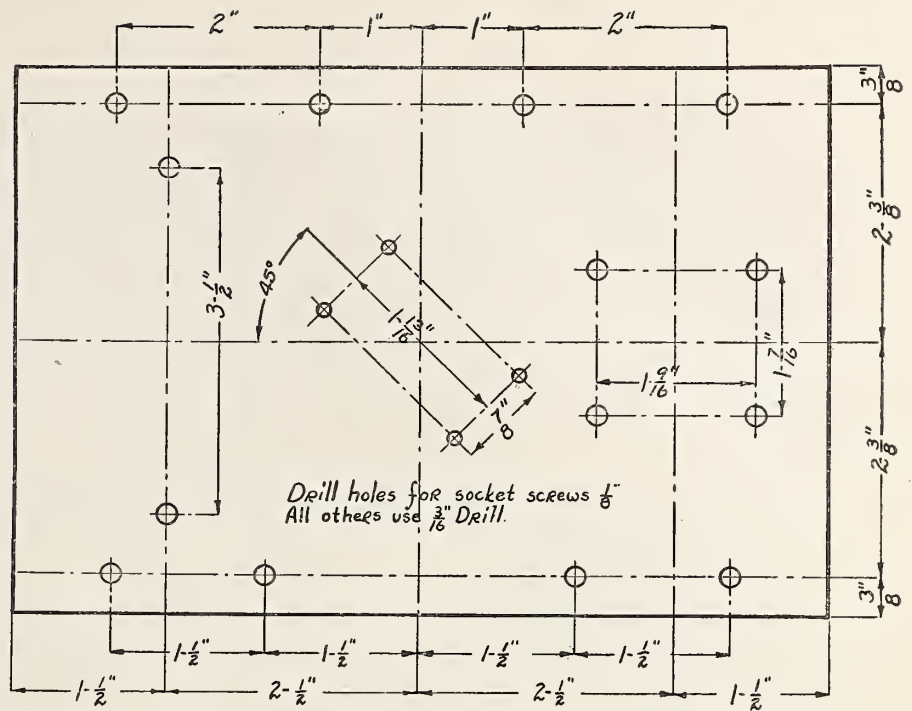 2" 1" 1" 2"
3"
8
2-3/8"
45°
3-1/2"
1-13/16"
1-7/16"
1-9/16"
7"
8
2-3/8"
Drill holes for socket screws 1/8"
All others use 3/16" Drill.
3"
8
1-1/2" 1-1/2" 1-1/2" 1-1/2"
1-1/2" 2-1/2" 2-1/2" 1-1/2"